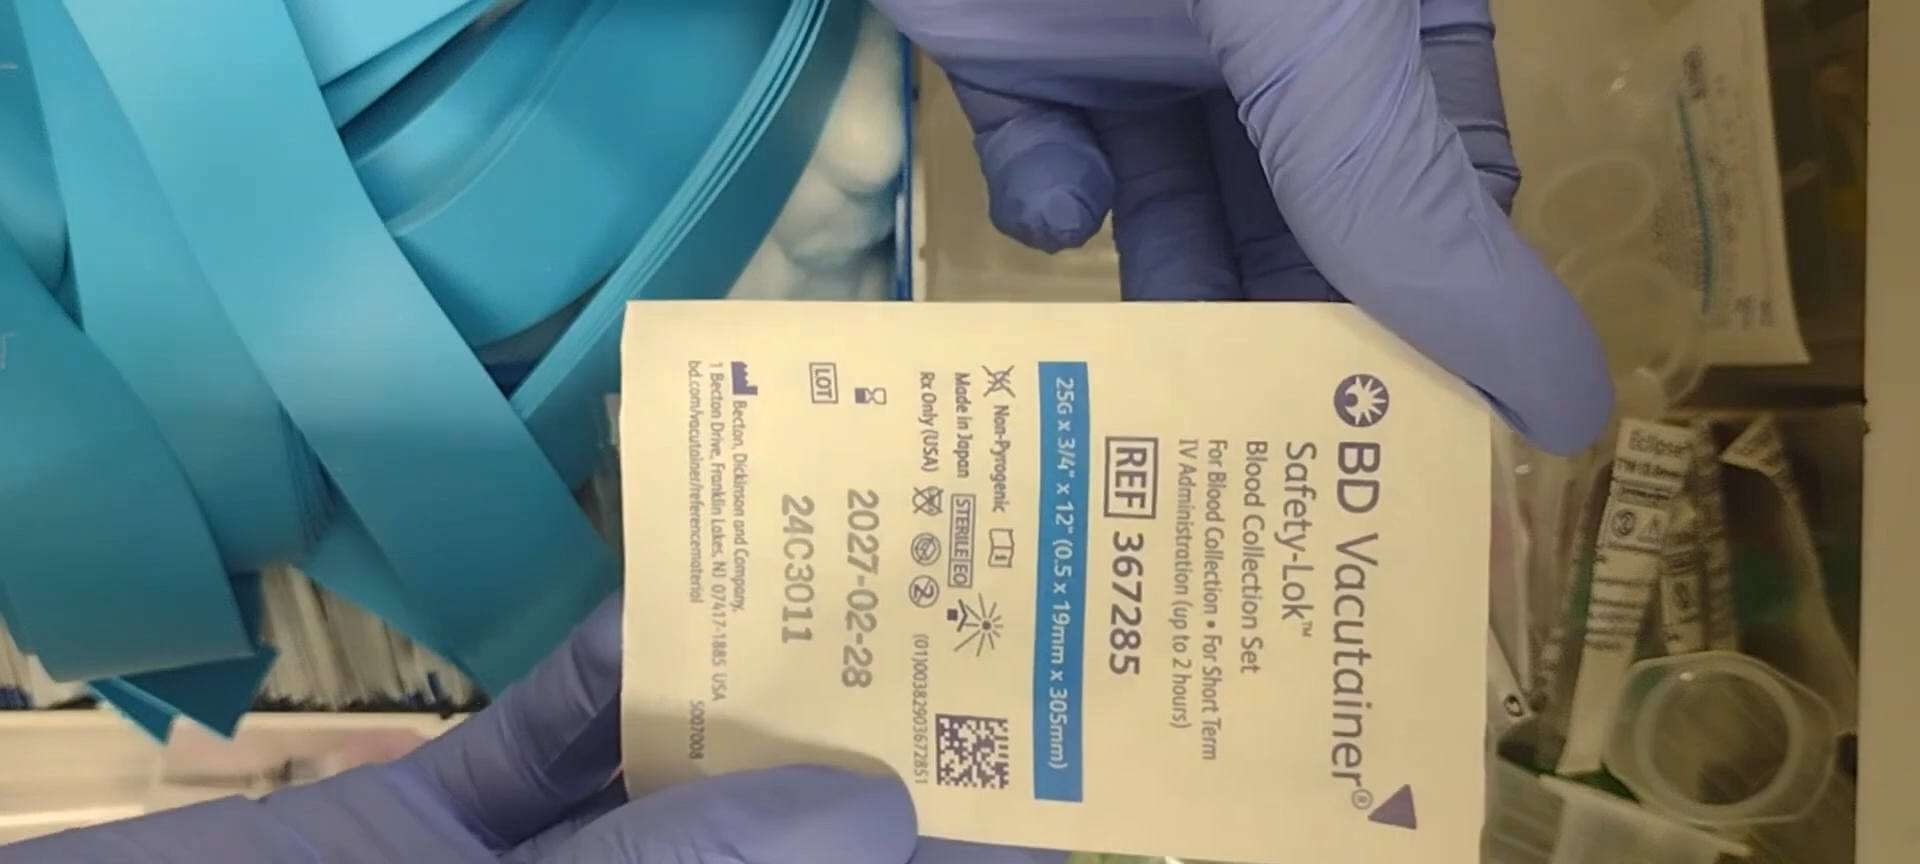 BD Vacutainer®
Safety-Lok™
Blood Collection Set
For Blood Collection • For Short Term
IV Administration (up to 2 hours)
REF 367285
25G x 3/4" x 12" (0.5 x 19mm x 305mm)
Non-Pyrogenic
Made in Japan STERILE EO
Rx Only (USA) 2 (01)00382903672851
2027-02-28
LOT 24C3011
Becton, Dickinson and Company,
1 Becton Drive, Franklin Lakes, NJ 07417-1885 USA
bd.com/vacutainer/referencematerial 5007008
Eclipse